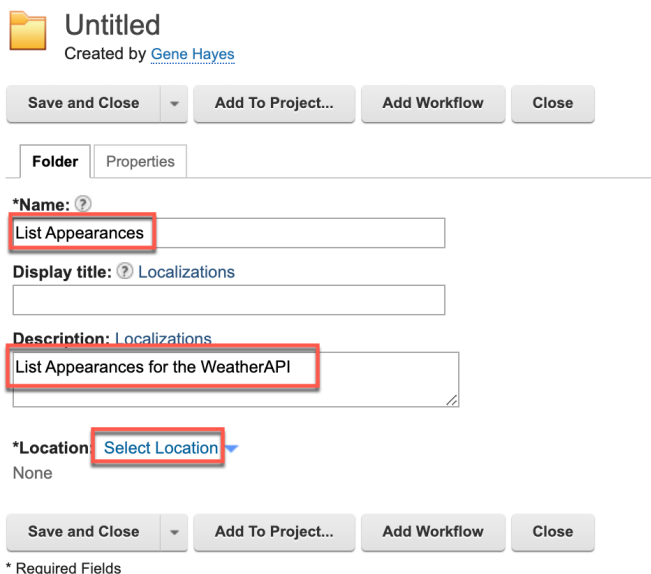 Untitled
Created by Gene Hayes
Save and Close Add To Project... Add Workflow Close
Folder Properties
*Name: ?
List Appearances
Display title: ? Localizations
Description: Localizations
List Appearances for the WeatherAPI
*Location: Select Location
None
Save and Close Add To Project... Add Workflow Close
* Required Fields